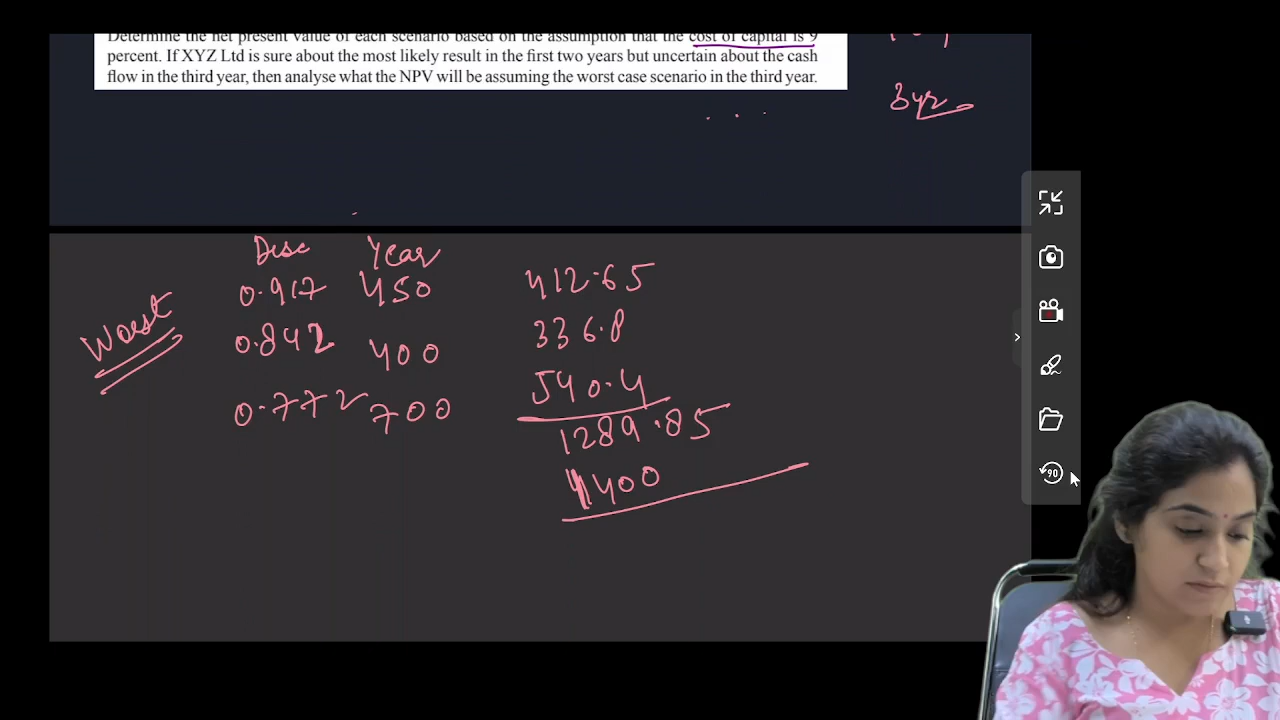 Determine the net present value of each scenario based on the assumption that the cost of capital is 9
percent. If XYZ Ltd is sure about the most likely result in the first two years but uncertain about the cash
flow in the third year, then analyse what the NPV will be assuming the worst case scenario in the third year.
3yr
Disc Year
0.917 450 412.65
Worst
0.842 400 336.8
0.772 700 540.4
1289.85
1400
90